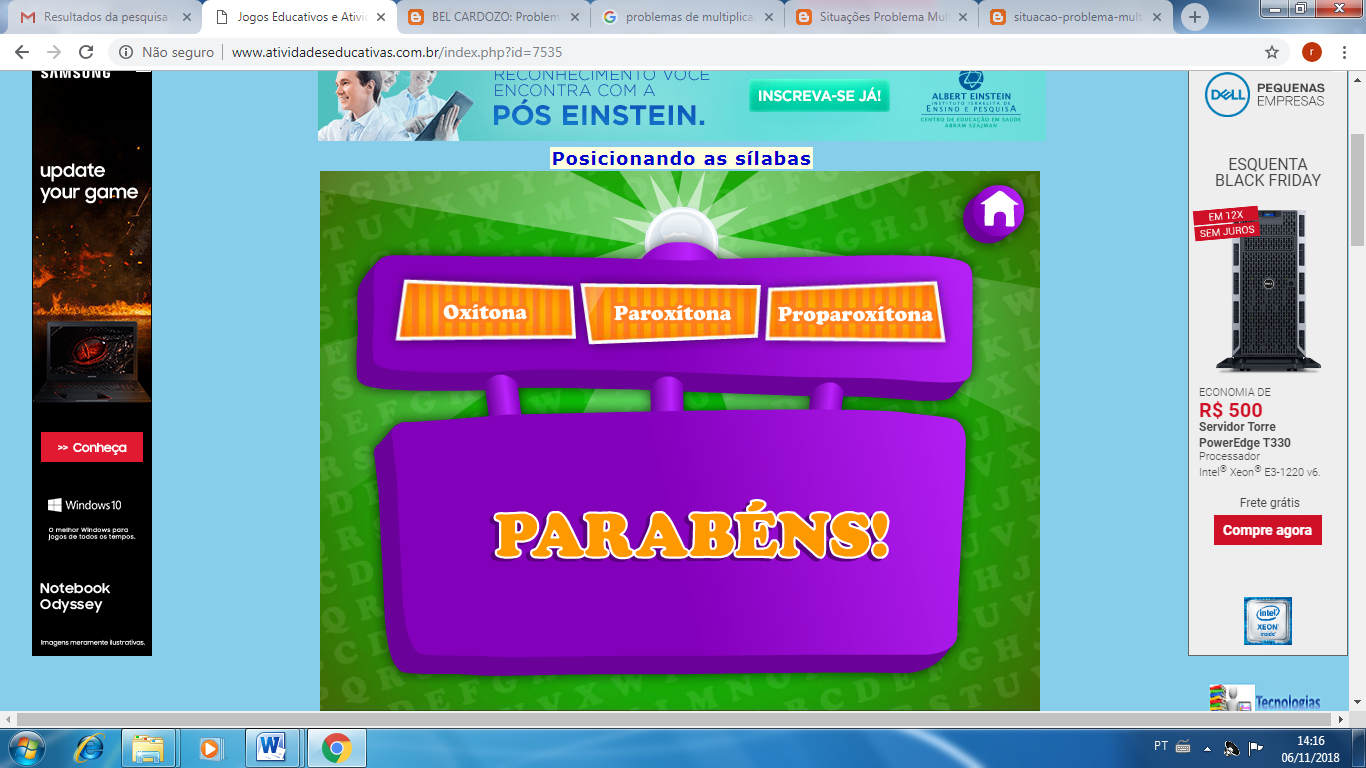 Resultados da pesquisa
Jogos Educativos e Ativid
BEL CARDOZO: Problem
problemas de multiplica
Situações Problema Mul
situacao-problema-mult
Não seguro
www.atividadeseducativas.com.br/index.php?id=7535
r
SAMSUNG
update
your game
>> Conheça
Windows10
O melhor Windows para
jogos de todos os tempos.
Notebook
Odyssey
Imagens meramente ilustrativas.
RECONHECIMENTO VOCÊ
ENCONTRA COM A
PÓS EINSTEIN.
INSCREVA-SE JÁ!
ALBERT EINSTEIN
INSTITUTO ISRAELITA DE
ENSINO E PESQUISA
CENTRO DE EDUCAÇÃO EM SAÚDE
ABRAM SZAJMAN
Posicionando as sílabas
Oxítona
Paroxítona
Proparoxítona
PARABÉNS!
DELL
PEQUENAS
EMPRESAS
ESQUENTA
BLACK FRIDAY
EM 12X
SEM JUROS
ECONOMIA DE
R$ 500
Servidor Torre
PowerEdge T330
Processador
Intel® Xeon® E3-1220 v6.
Frete grátis
Compre agora
intel
XEON
inside
Tecnologias
PT
14:16
06/11/2018